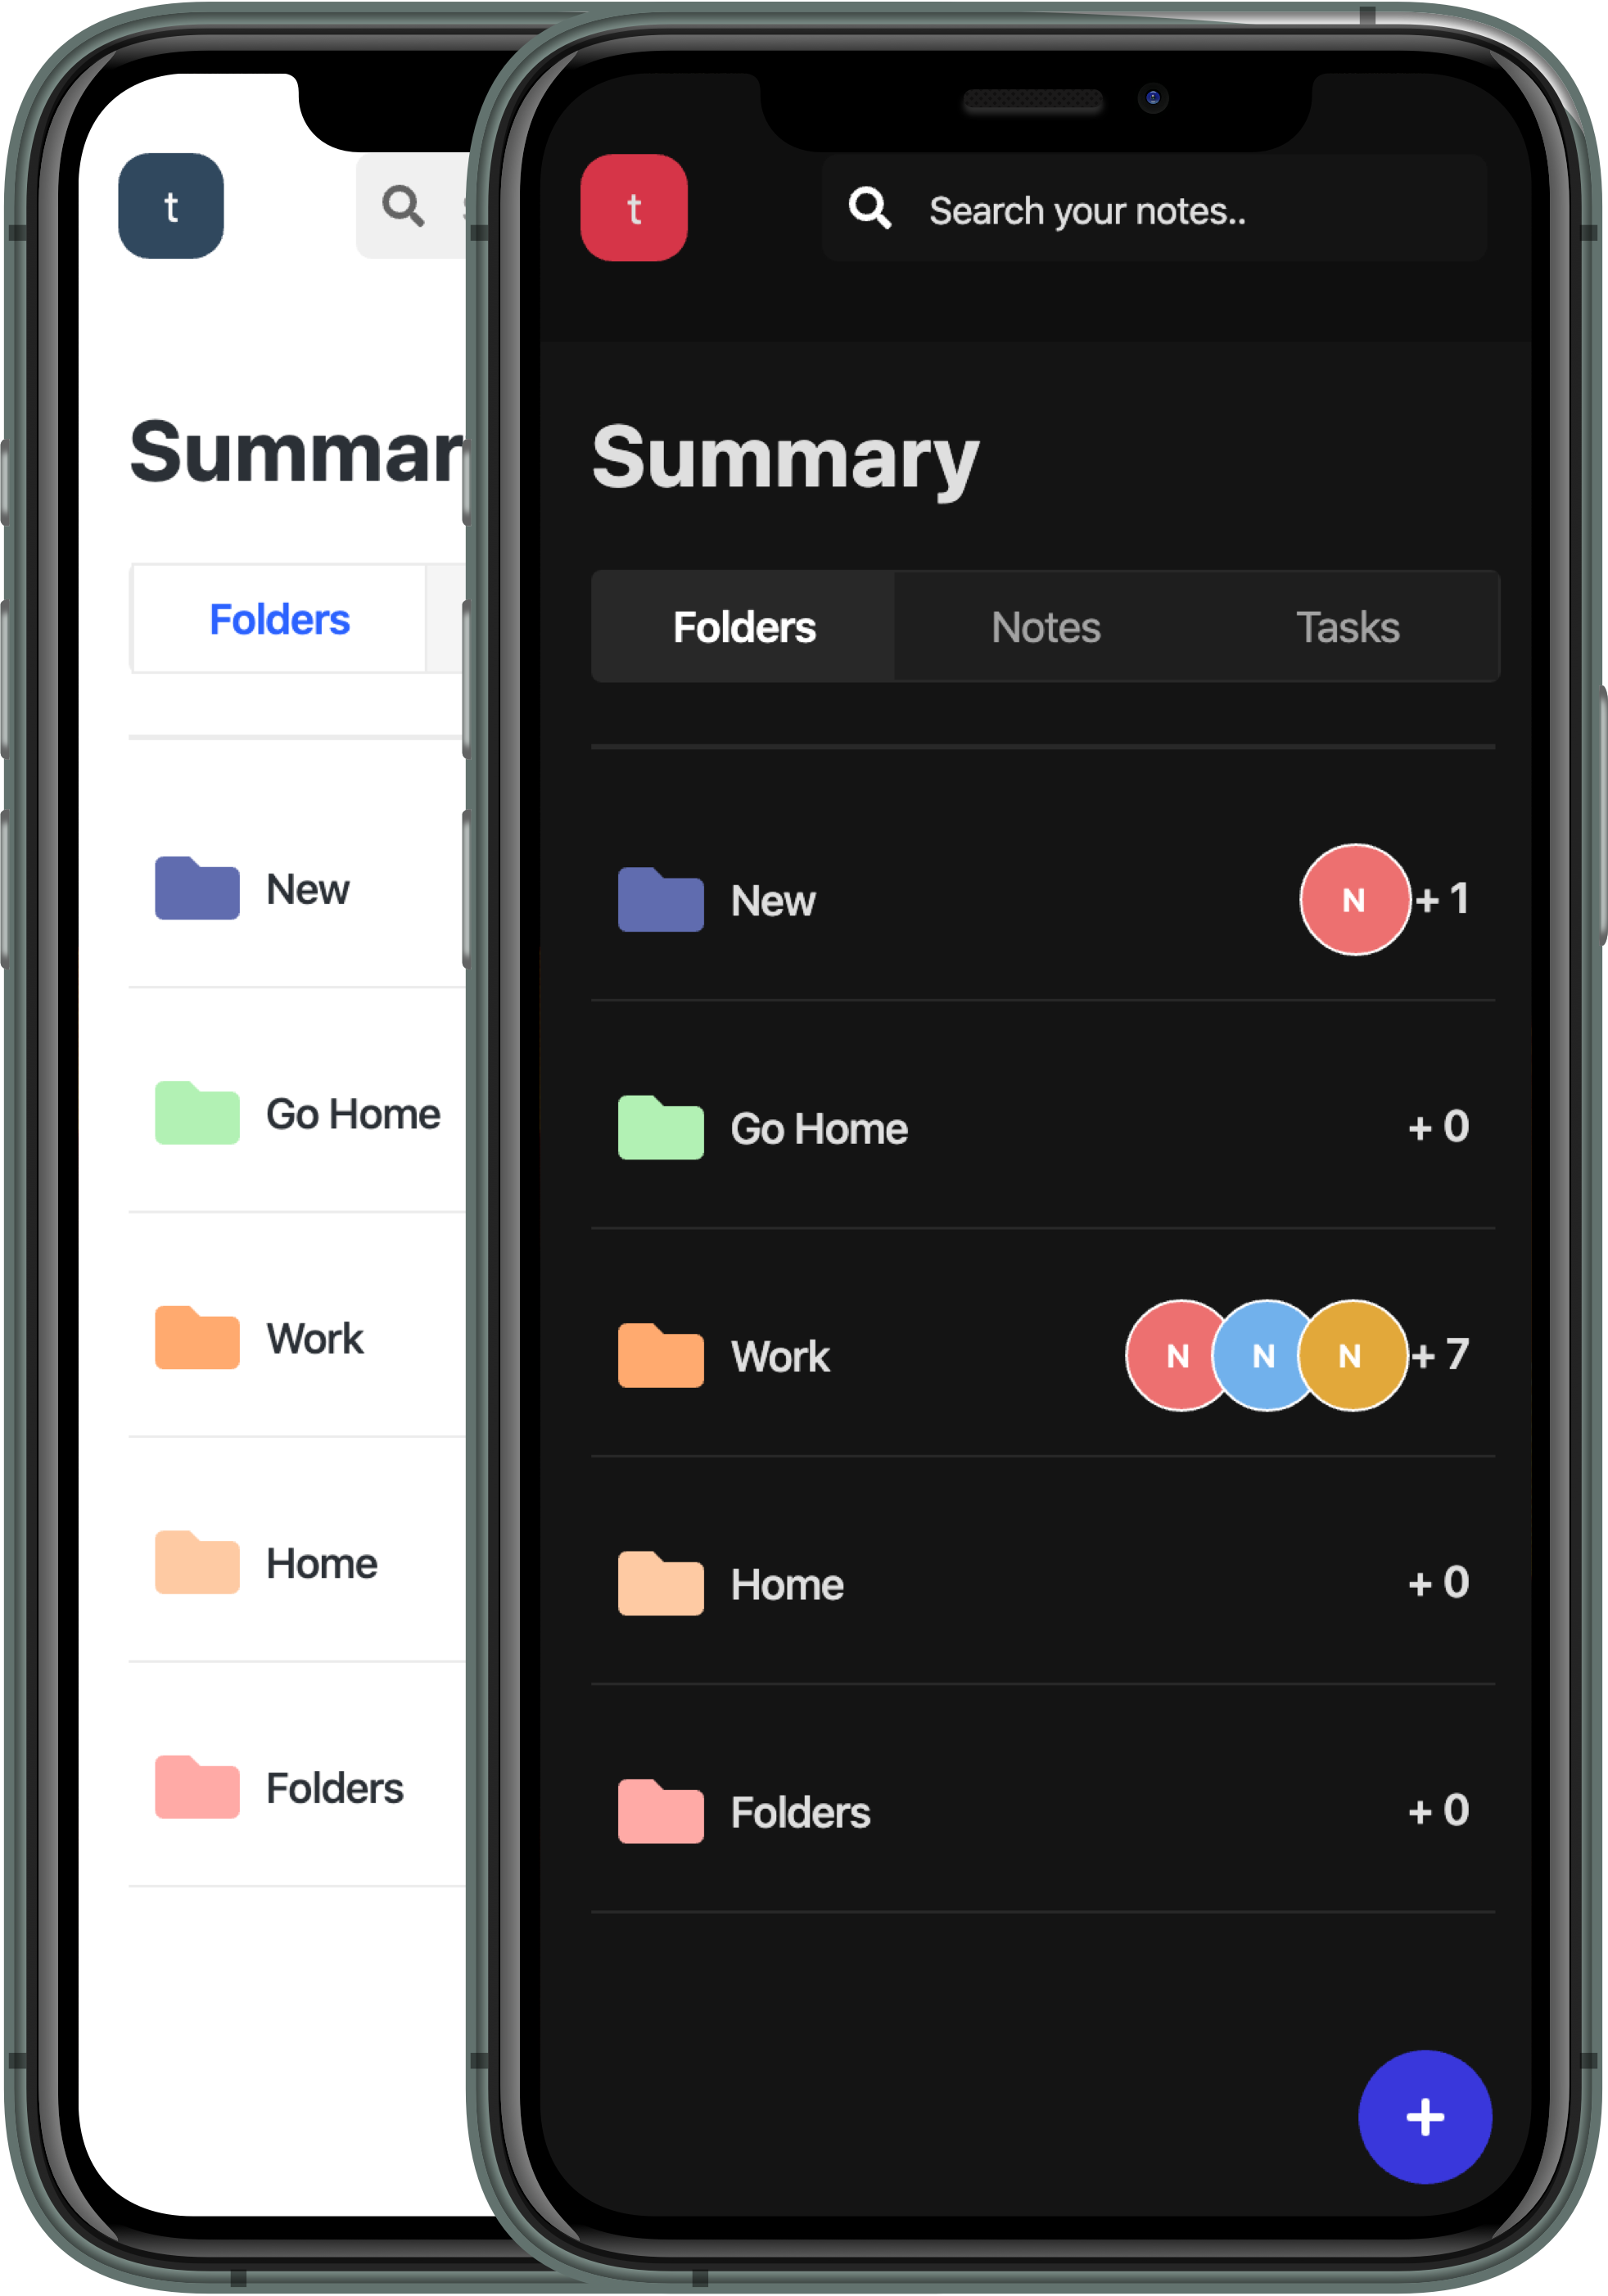 t
Summar
Folders
New
Go Home
Work
Home
Folders
t
Search your notes..
Summary
Folders Notes Tasks
New N + 1
Go Home + 0
Work N N N + 7
Home + 0
Folders + 0
+